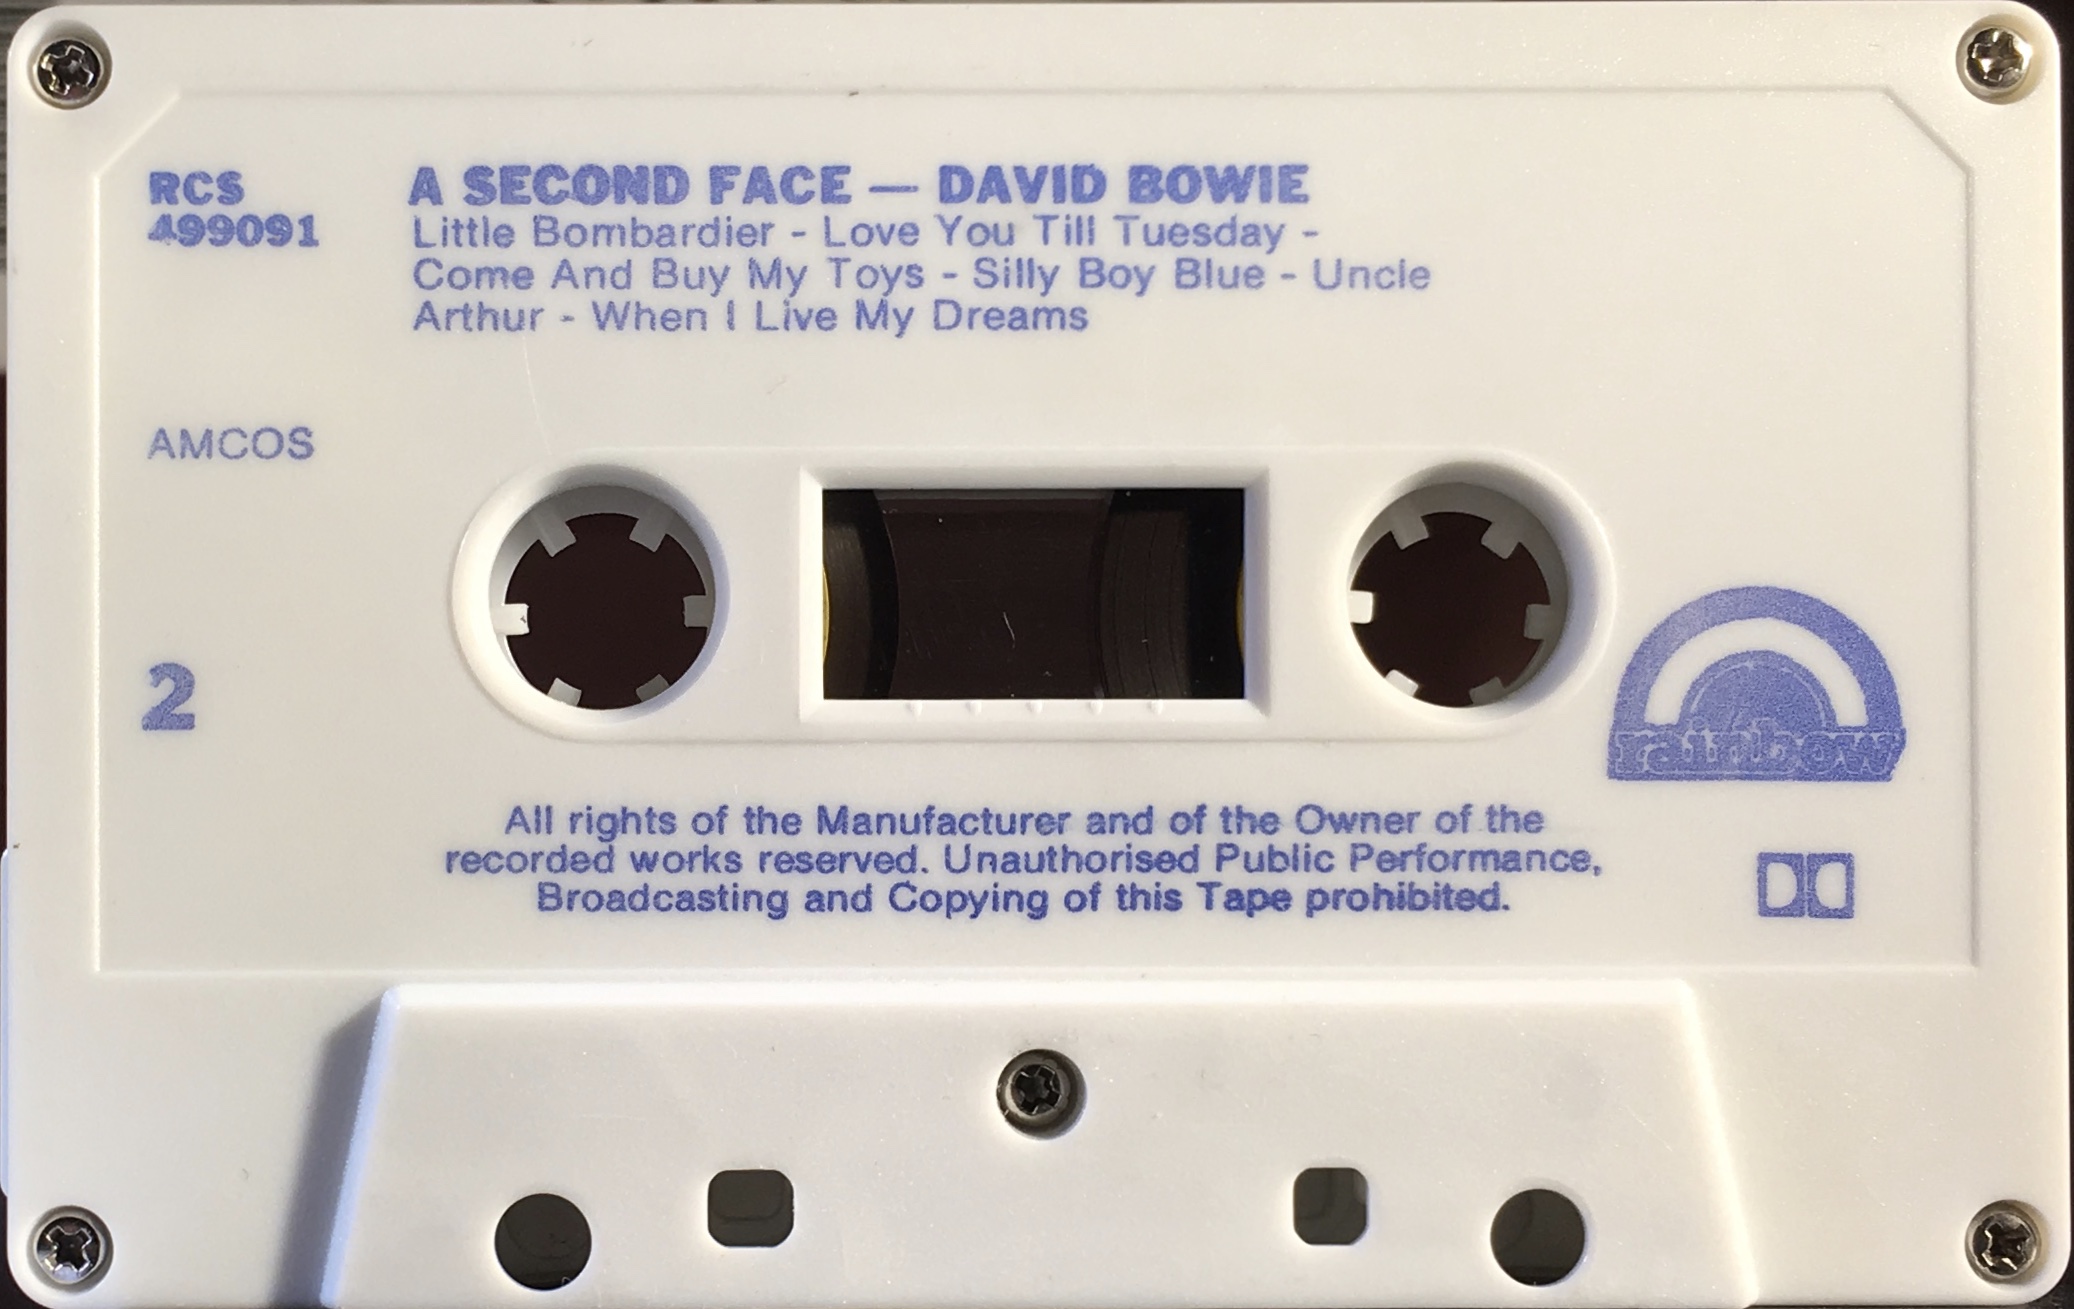 RCS
499091
A SECOND FACE — DAVID BOWIE
Little Bombardier - Love You Till Tuesday -
Come And Buy My Toys - Silly Boy Blue - Uncle
Arthur - When I Live My Dreams
AMCOS
2
rainbow
All rights of the Manufacturer and of the Owner of the
recorded works reserved. Unauthorised Public Performance,
Broadcasting and Copying of this Tape prohibited.